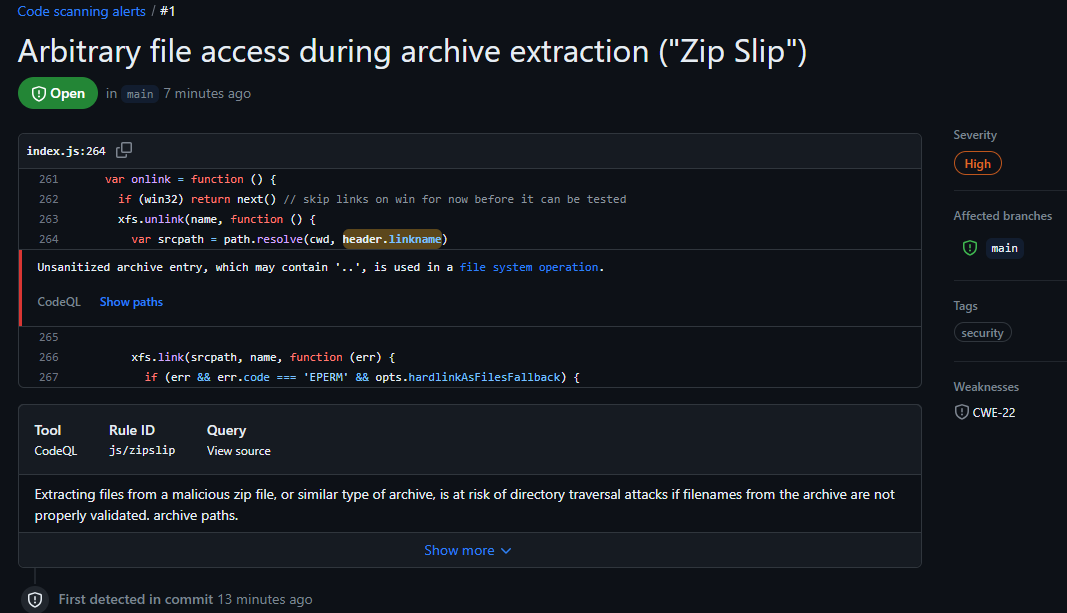 Code scanning alerts / #1
Arbitrary file access during archive extraction ("Zip Slip")
Open in main 7 minutes ago
index.js:264
261 var onlink = function () {
262 if (win32) return next() // skip links on win for now before it can be tested
263 xfs.unlink(name, function () {
264 var srcpath = path.resolve(cwd, header.linkname)
Unsanitized archive entry, which may contain '..', is used in a file system operation.
CodeQL Show paths
265
266 xfs.link(srcpath, name, function (err) {
267 if (err && err.code === 'EPERM' && opts.hardlinkAsFilesFallback) {
Tool Rule ID Query
CodeQL js/zipslip View source
Extracting files from a malicious zip file, or similar type of archive, is at risk of directory traversal attacks if filenames from the archive are not
properly validated. archive paths.
Show more
First detected in commit 13 minutes ago
Severity
High
Affected branches
main
Tags
security
Weaknesses
CWE-22